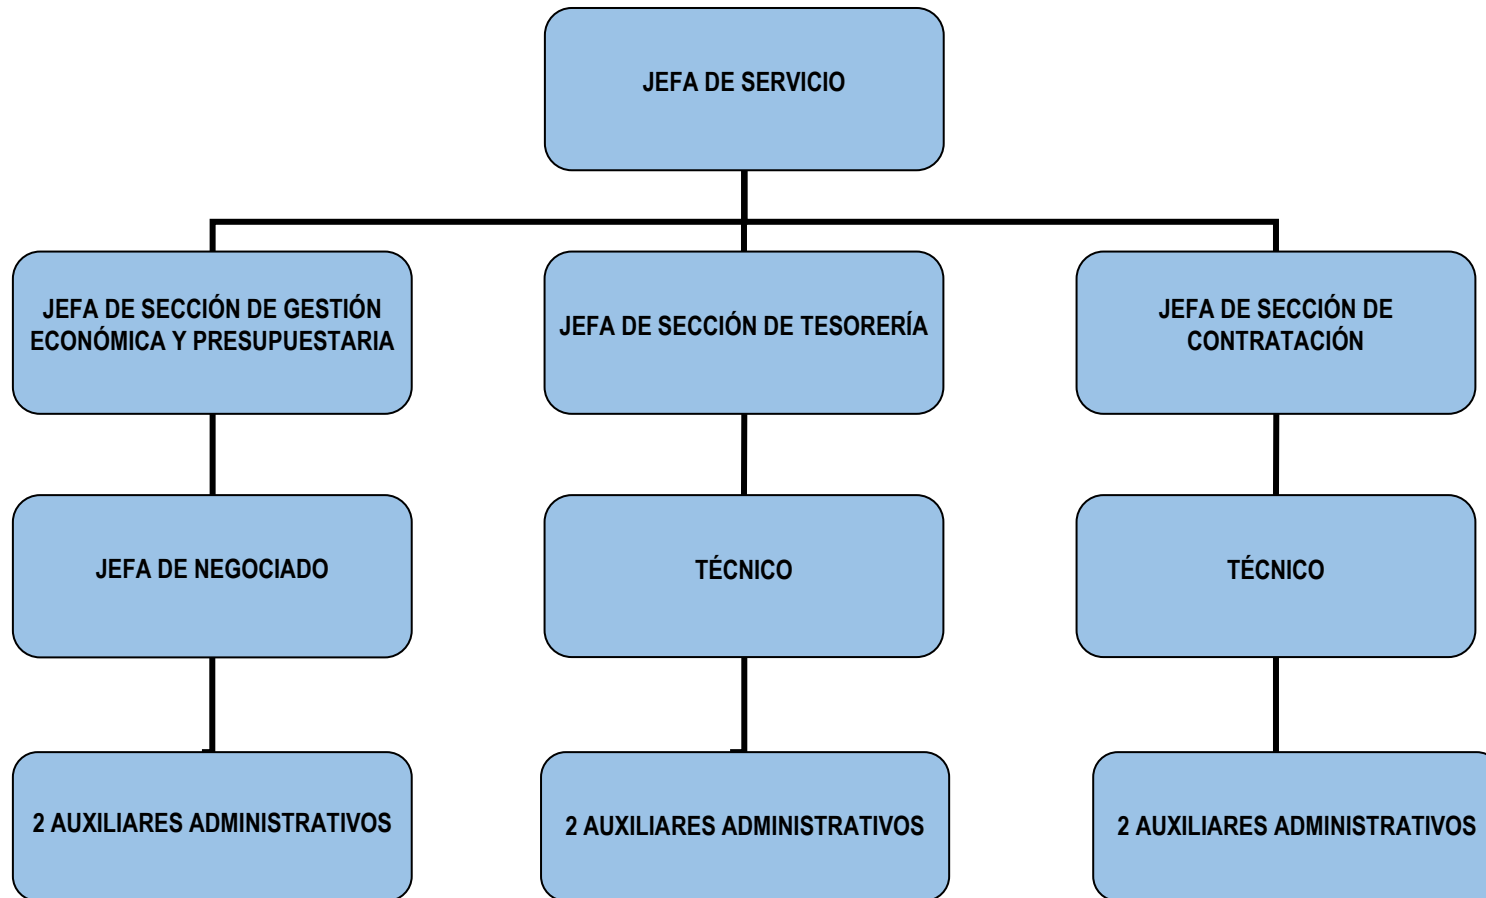 JEFA DE SERVICIO
JEFA DE SECCIÓN DE GESTIÓN
ECONÓMICA Y PRESUPUESTARIA
JEFA DE SECCIÓN DE TESORERÍA
JEFA DE SECCIÓN DE
CONTRATACIÓN
JEFA DE NEGOCIADO
TÉCNICO
TÉCNICO
2 AUXILIARES ADMINISTRATIVOS
2 AUXILIARES ADMINISTRATIVOS
2 AUXILIARES ADMINISTRATIVOS